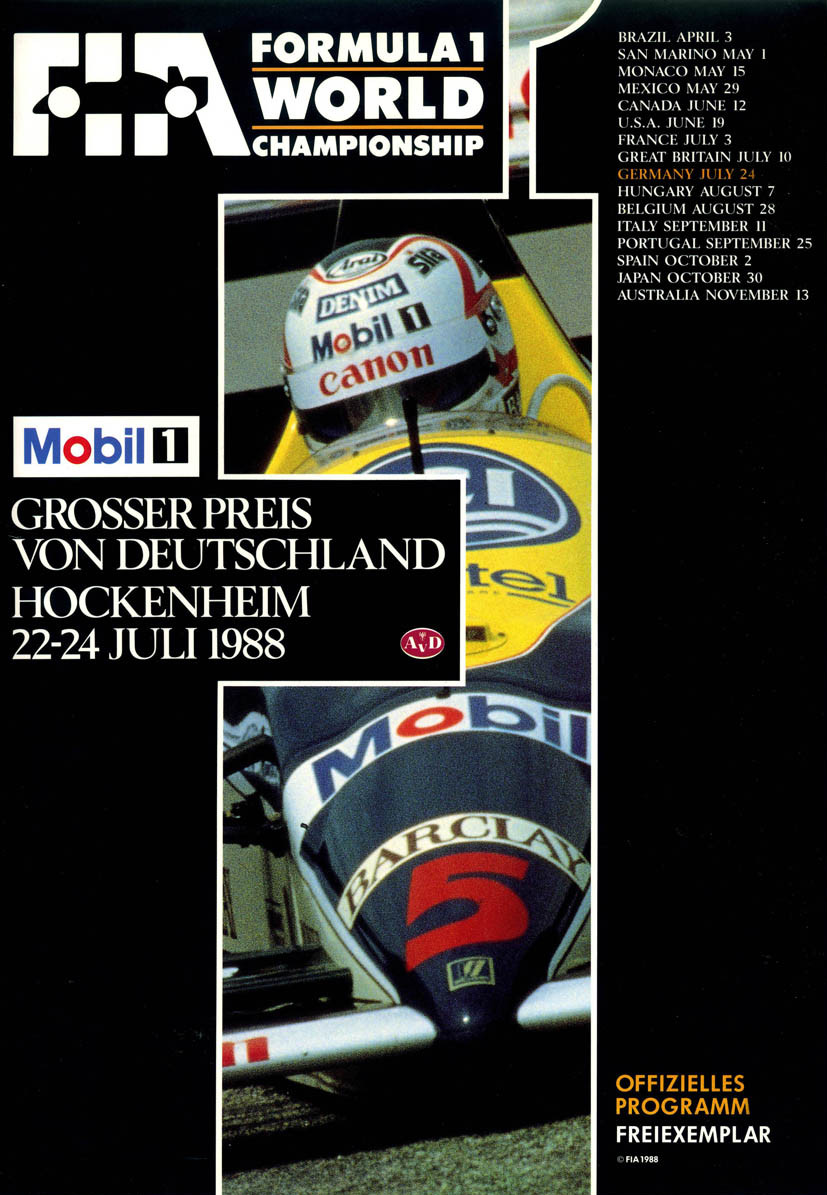 FIA
FORMULA 1
WORLD
CHAMPIONSHIP
BRAZIL APRIL 3
SAN MARINO MAY 1
MONACO MAY 15
MEXICO MAY 29
CANADA JUNE 12
U.S.A. JUNE 19
FRANCE JULY 3
GREAT BRITAIN JULY 10
GERMANY JULY 24
HUNGARY AUGUST 7
BELGIUM AUGUST 28
ITALY SEPTEMBER 11
PORTUGAL SEPTEMBER 25
SPAIN OCTOBER 2
JAPAN OCTOBER 30
AUSTRALIA NOVEMBER 13
Arai
DENIM
Mobil 1
canon
Mobil 1
GROSSER PREIS
VON DEUTSCHLAND
HOCKENHEIM
22-24 JULI 1988
AvD
tel
Mobil
BARCLAY
5
OFFIZIELLES
PROGRAMM
FREIEXEMPLAR
© FIA 1988